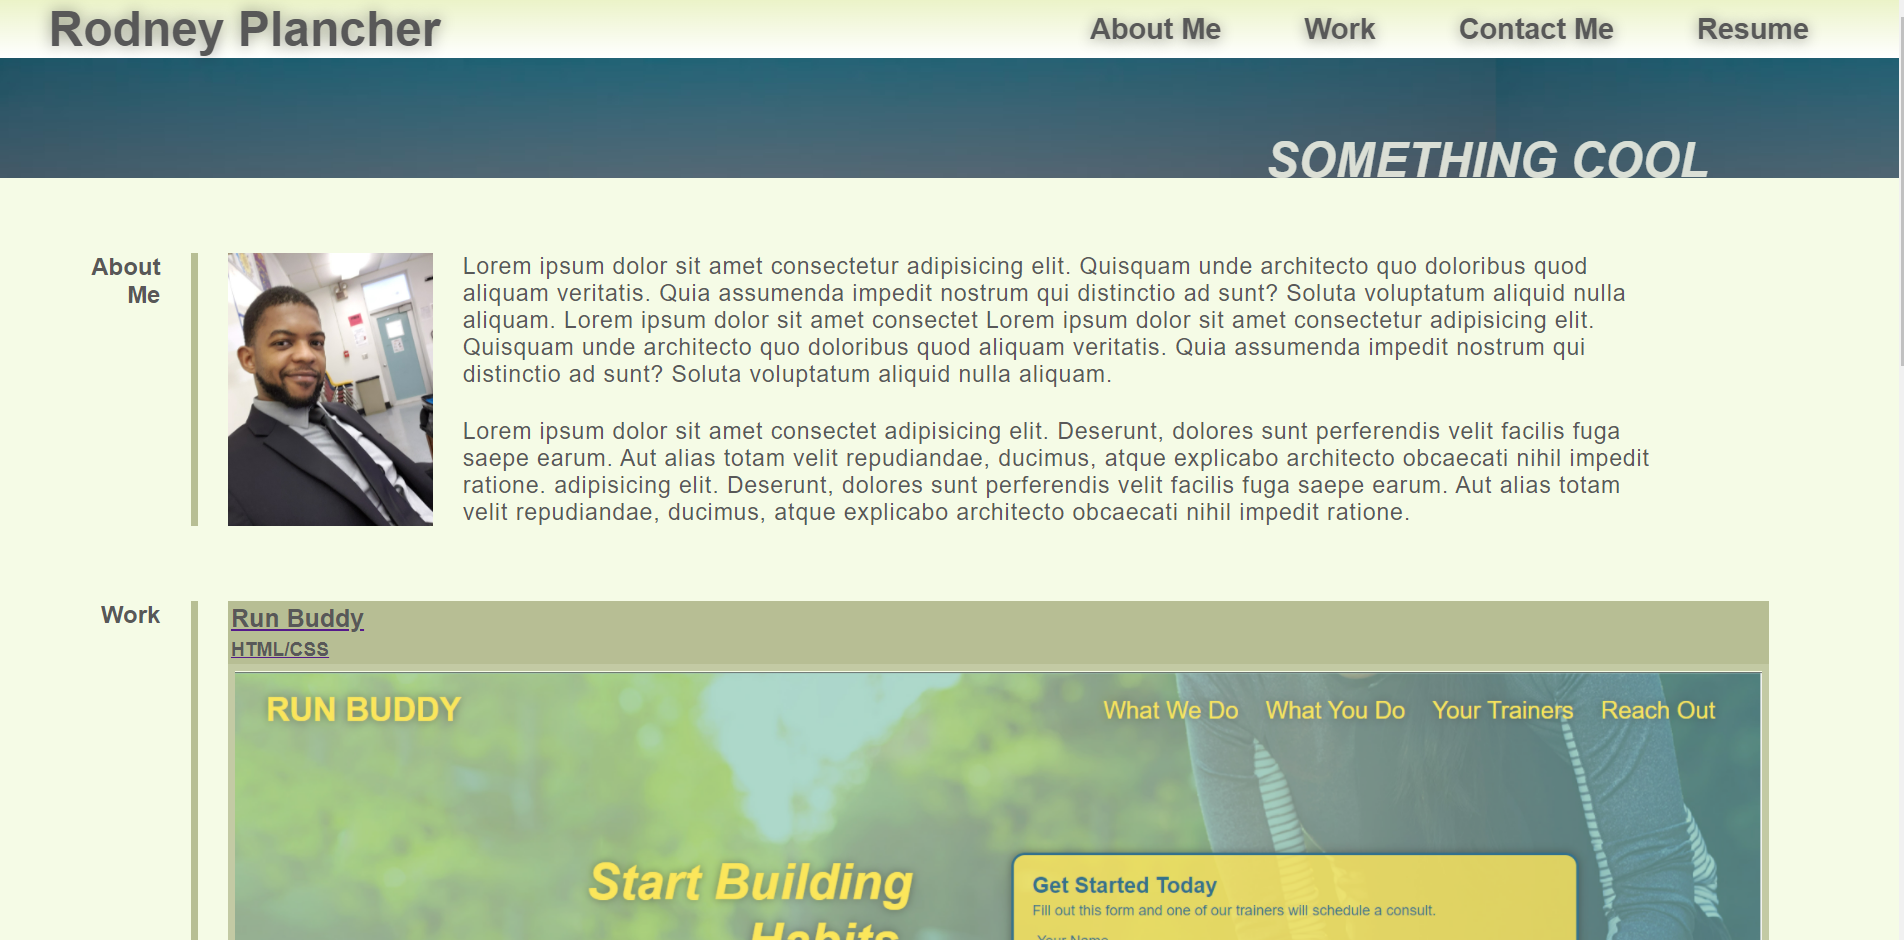 Rodney Plancher
About Me
Work
Contact Me
Resume
SOMETHING COOL
About
Me
Lorem ipsum dolor sit amet consectetur adipisicing elit. Quisquam unde architecto quo doloribus quod
aliquam veritatis. Quia assumenda impedit nostrum qui distinctio ad sunt? Soluta voluptatum aliquid nulla
aliquam. Lorem ipsum dolor sit amet consectet Lorem ipsum dolor sit amet consectetur adipisicing elit.
Quisquam unde architecto quo doloribus quod aliquam veritatis. Quia assumenda impedit nostrum qui
distinctio ad sunt? Soluta voluptatum aliquid nulla aliquam.
Lorem ipsum dolor sit amet consectet adipisicing elit. Deserunt, dolores sunt perferendis velit facilis fuga
saepe earum. Aut alias totam velit repudiandae, ducimus, atque explicabo architecto obcaecati nihil impedit
ratione. adipisicing elit. Deserunt, dolores sunt perferendis velit facilis fuga saepe earum. Aut alias totam
velit repudiandae, ducimus, atque explicabo architecto obcaecati nihil impedit ratione.
Work
Run Buddy
HTML/CSS
RUN BUDDY
What We Do
What You Do
Your Trainers
Reach Out
Start Building
Habits
Get Started Today
Fill out this form and one of our trainers will schedule a consult.
Your Name